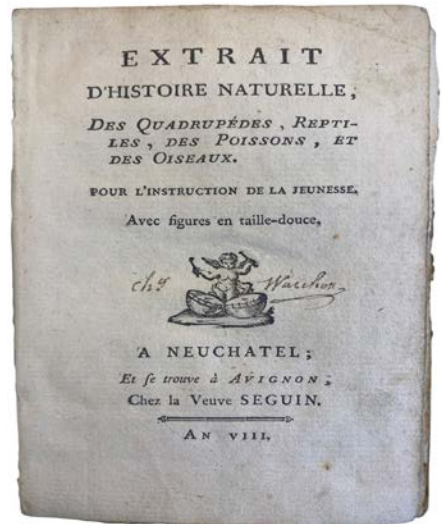 EXTRAIT
D'HISTOIRE NATURELLE,
DES QUADRUPÉDES, REPTI-
LES, DES POISSONS, ET
DES OISEAUX.
POUR L'INSTRUCTION DE LA JEUNESSE.
Avec figures en taille-douce.
A NEUCHATEL;
Et ſe trouve à AVIGNON;
Chez la Veuve SEGUIN.
AN VIII.